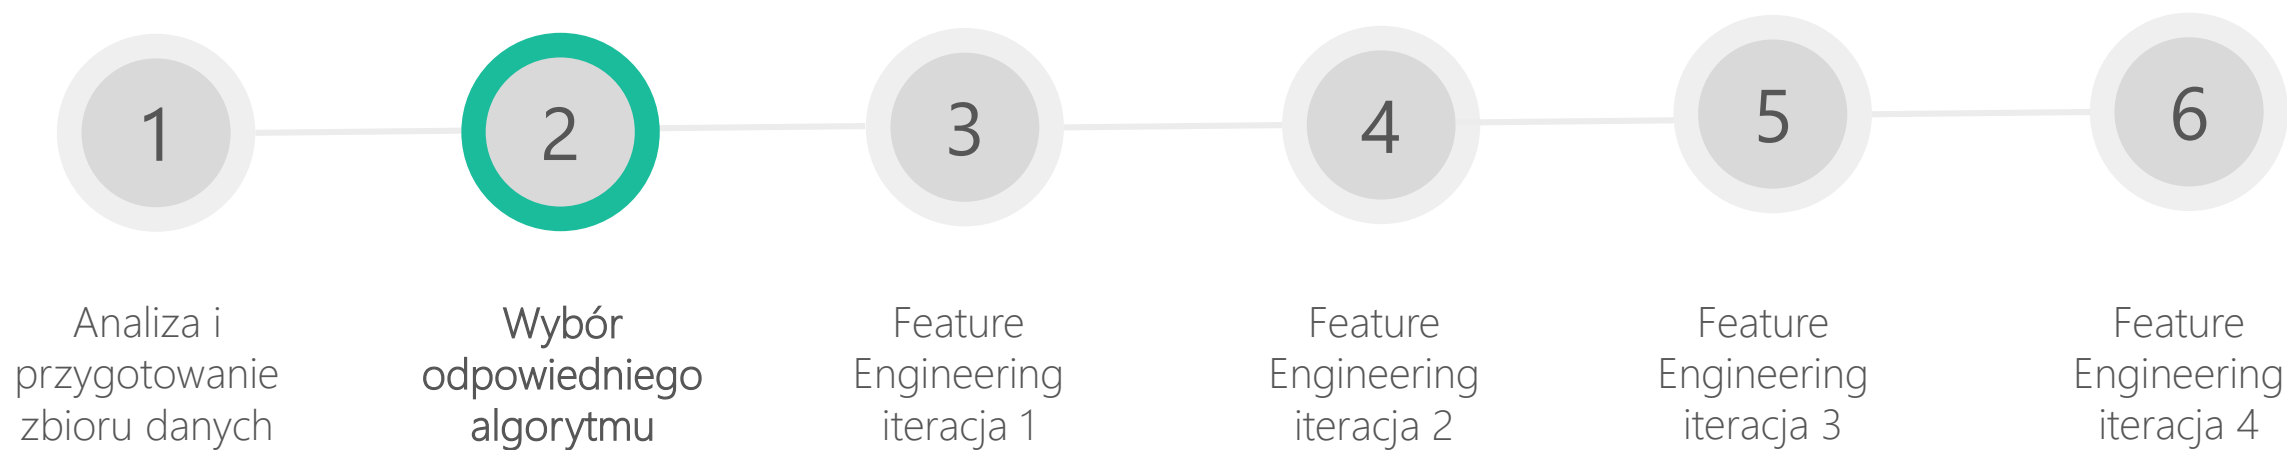 1
2
3
4
5
6
Analiza i
przygotowanie
zbioru danych
Wybór
odpowiedniego
algorytmu
Feature
Engineering
iteracja 1
Feature
Engineering
iteracja 2
Feature
Engineering
iteracja 3
Feature
Engineering
iteracja 4